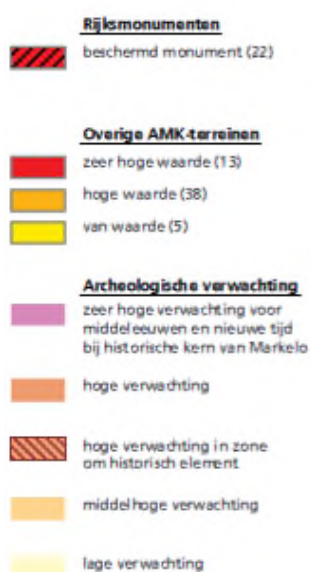 Rijksmonumenten
beschermd monument (22)
Overige AMK-terreinen
zeer hoge waarde (13)
hoge waarde (38)
van waarde (5)
Archeologische verwachting
zeer hoge verwachting voor
middeleeuwen en nieuwe tijd
bij historische kern van Markelo
hoge verwachting
hoge verwachting in zone
om historisch element
middelhoge verwachting
lage verwachting